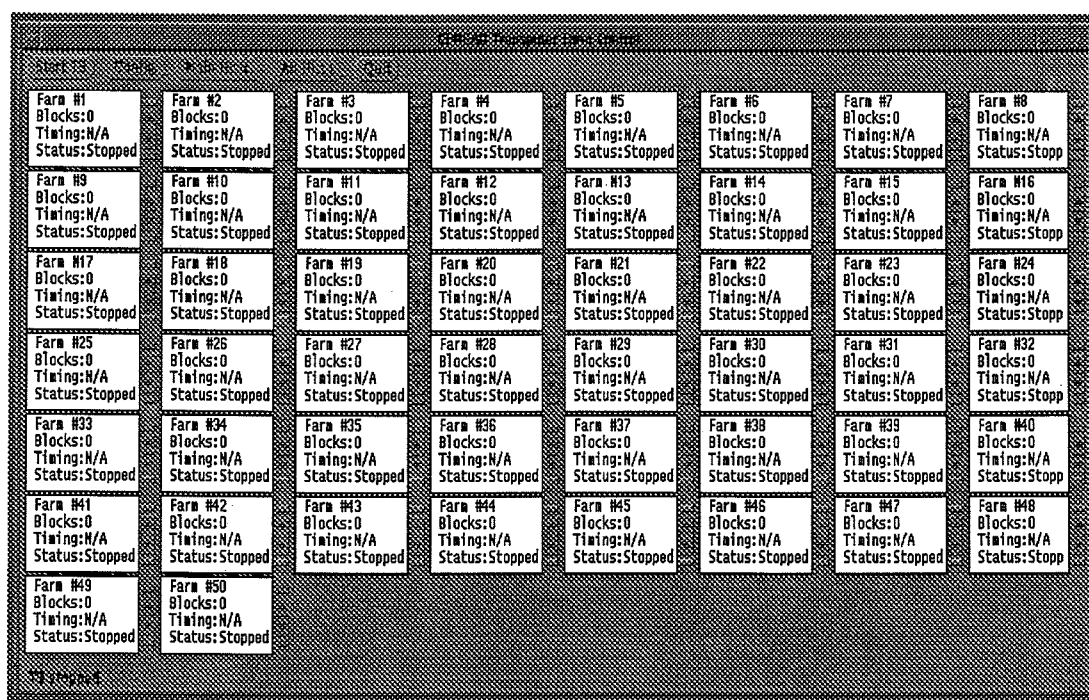 Quit
Farm #1
Blocks:0
Timing:N/A
Status:Stopped
Farm #2
Blocks:0
Timing:N/A
Status:Stopped
Farm #3
Blocks:0
Timing:N/A
Status:Stopped
Farm #4
Blocks:0
Timing:N/A
Status:Stopped
Farm #5
Blocks:0
Timing:N/A
Status:Stopped
Farm #6
Blocks:0
Timing:N/A
Status:Stopped
Farm #7
Blocks:0
Timing:N/A
Status:Stopped
Farm #8
Blocks:0
Timing:N/A
Status:Stopp
Farm #9
Blocks:0
Timing:N/A
Status:Stopped
Farm #10
Blocks:0
Timing:N/A
Status:Stopped
Farm #11
Blocks:0
Timing:N/A
Status:Stopped
Farm #12
Blocks:0
Timing:N/A
Status:Stopped
Farm #13
Blocks:0
Timing:N/A
Status:Stopped
Farm #14
Blocks:0
Timing:N/A
Status:Stopped
Farm #15
Blocks:0
Timing:N/A
Status:Stopped
Farm #16
Blocks:0
Timing:N/A
Status:Stopp
Farm #17
Blocks:0
Timing:N/A
Status:Stopped
Farm #18
Blocks:0
Timing:N/A
Status:Stopped
Farm #19
Blocks:0
Timing:N/A
Status:Stopped
Farm #20
Blocks:0
Timing:N/A
Status:Stopped
Farm #21
Blocks:0
Timing:N/A
Status:Stopped
Farm #22
Blocks:0
Timing:N/A
Status:Stopped
Farm #23
Blocks:0
Timing:N/A
Status:Stopped
Farm #24
Blocks:0
Timing:N/A
Status:Stopp
Farm #25
Blocks:0
Timing:N/A
Status:Stopped
Farm #26
Blocks:0
Timing:N/A
Status:Stopped
Farm #27
Blocks:0
Timing:N/A
Status:Stopped
Farm #28
Blocks:0
Timing:N/A
Status:Stopped
Farm #29
Blocks:0
Timing:N/A
Status:Stopped
Farm #30
Blocks:0
Timing:N/A
Status:Stopped
Farm #31
Blocks:0
Timing:N/A
Status:Stopped
Farm #32
Blocks:0
Timing:N/A
Status:Stopp
Farm #33
Blocks:0
Timing:N/A
Status:Stopped
Farm #34
Blocks:0
Timing:N/A
Status:Stopped
Farm #35
Blocks:0
Timing:N/A
Status:Stopped
Farm #36
Blocks:0
Timing:N/A
Status:Stopped
Farm #37
Blocks:0
Timing:N/A
Status:Stopped
Farm #38
Blocks:0
Timing:N/A
Status:Stopped
Farm #39
Blocks:0
Timing:N/A
Status:Stopped
Farm #40
Blocks:0
Timing:N/A
Status:Stopp
Farm #41
Blocks:0
Timing:N/A
Status:Stopped
Farm #42
Blocks:0
Timing:N/A
Status:Stopped
Farm #43
Blocks:0
Timing:N/A
Status:Stopped
Farm #44
Blocks:0
Timing:N/A
Status:Stopped
Farm #45
Blocks:0
Timing:N/A
Status:Stopped
Farm #46
Blocks:0
Timing:N/A
Status:Stopped
Farm #47
Blocks:0
Timing:N/A
Status:Stopped
Farm #48
Blocks:0
Timing:N/A
Status:Stopp
Farm #49
Blocks:0
Timing:N/A
Status:Stopped
Farm #50
Blocks:0
Timing:N/A
Status:Stopped
stopped